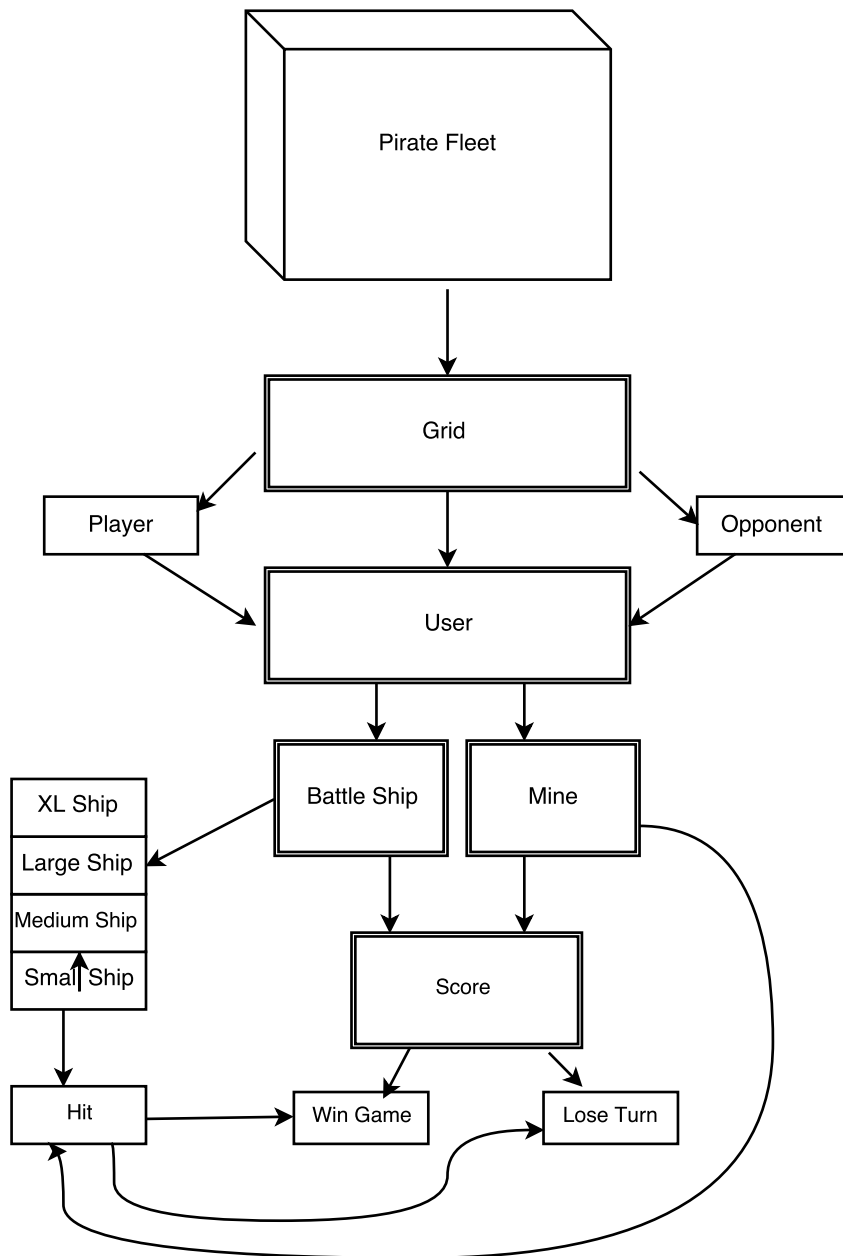 Pirate Fleet
Grid
Player
Opponent
User
Battle Ship
Mine
XL Ship
Large Ship
Medium Ship
Small Ship
Score
Hit
Win Game
Lose Turn